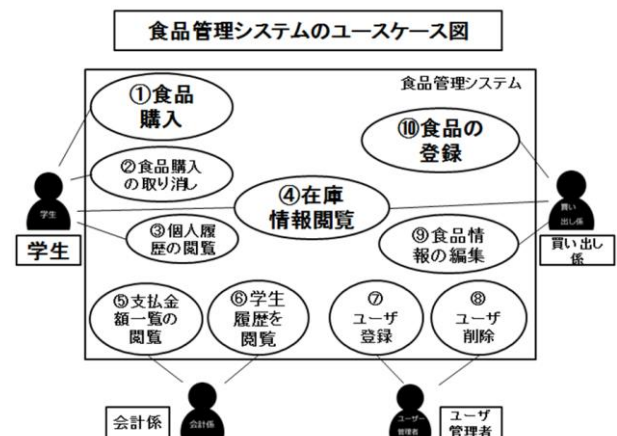 食品管理システムのユースケース図
食品管理システム
①食品
購入
⑩食品の
登録
②食品購入
の取り消し
④在庫
情報閲覧
学生
学生
③個人履
歴の閲覧
⑨食品情
報の編集
買い
出し係
買い出し
係
⑤支払金
額一覧の
閲覧
⑥学生
履歴を
閲覧
⑦
ユーザ
登録
⑧
ユーザ
削除
会計係
会計係
ユーザー
管理者
ユーザ
管理者